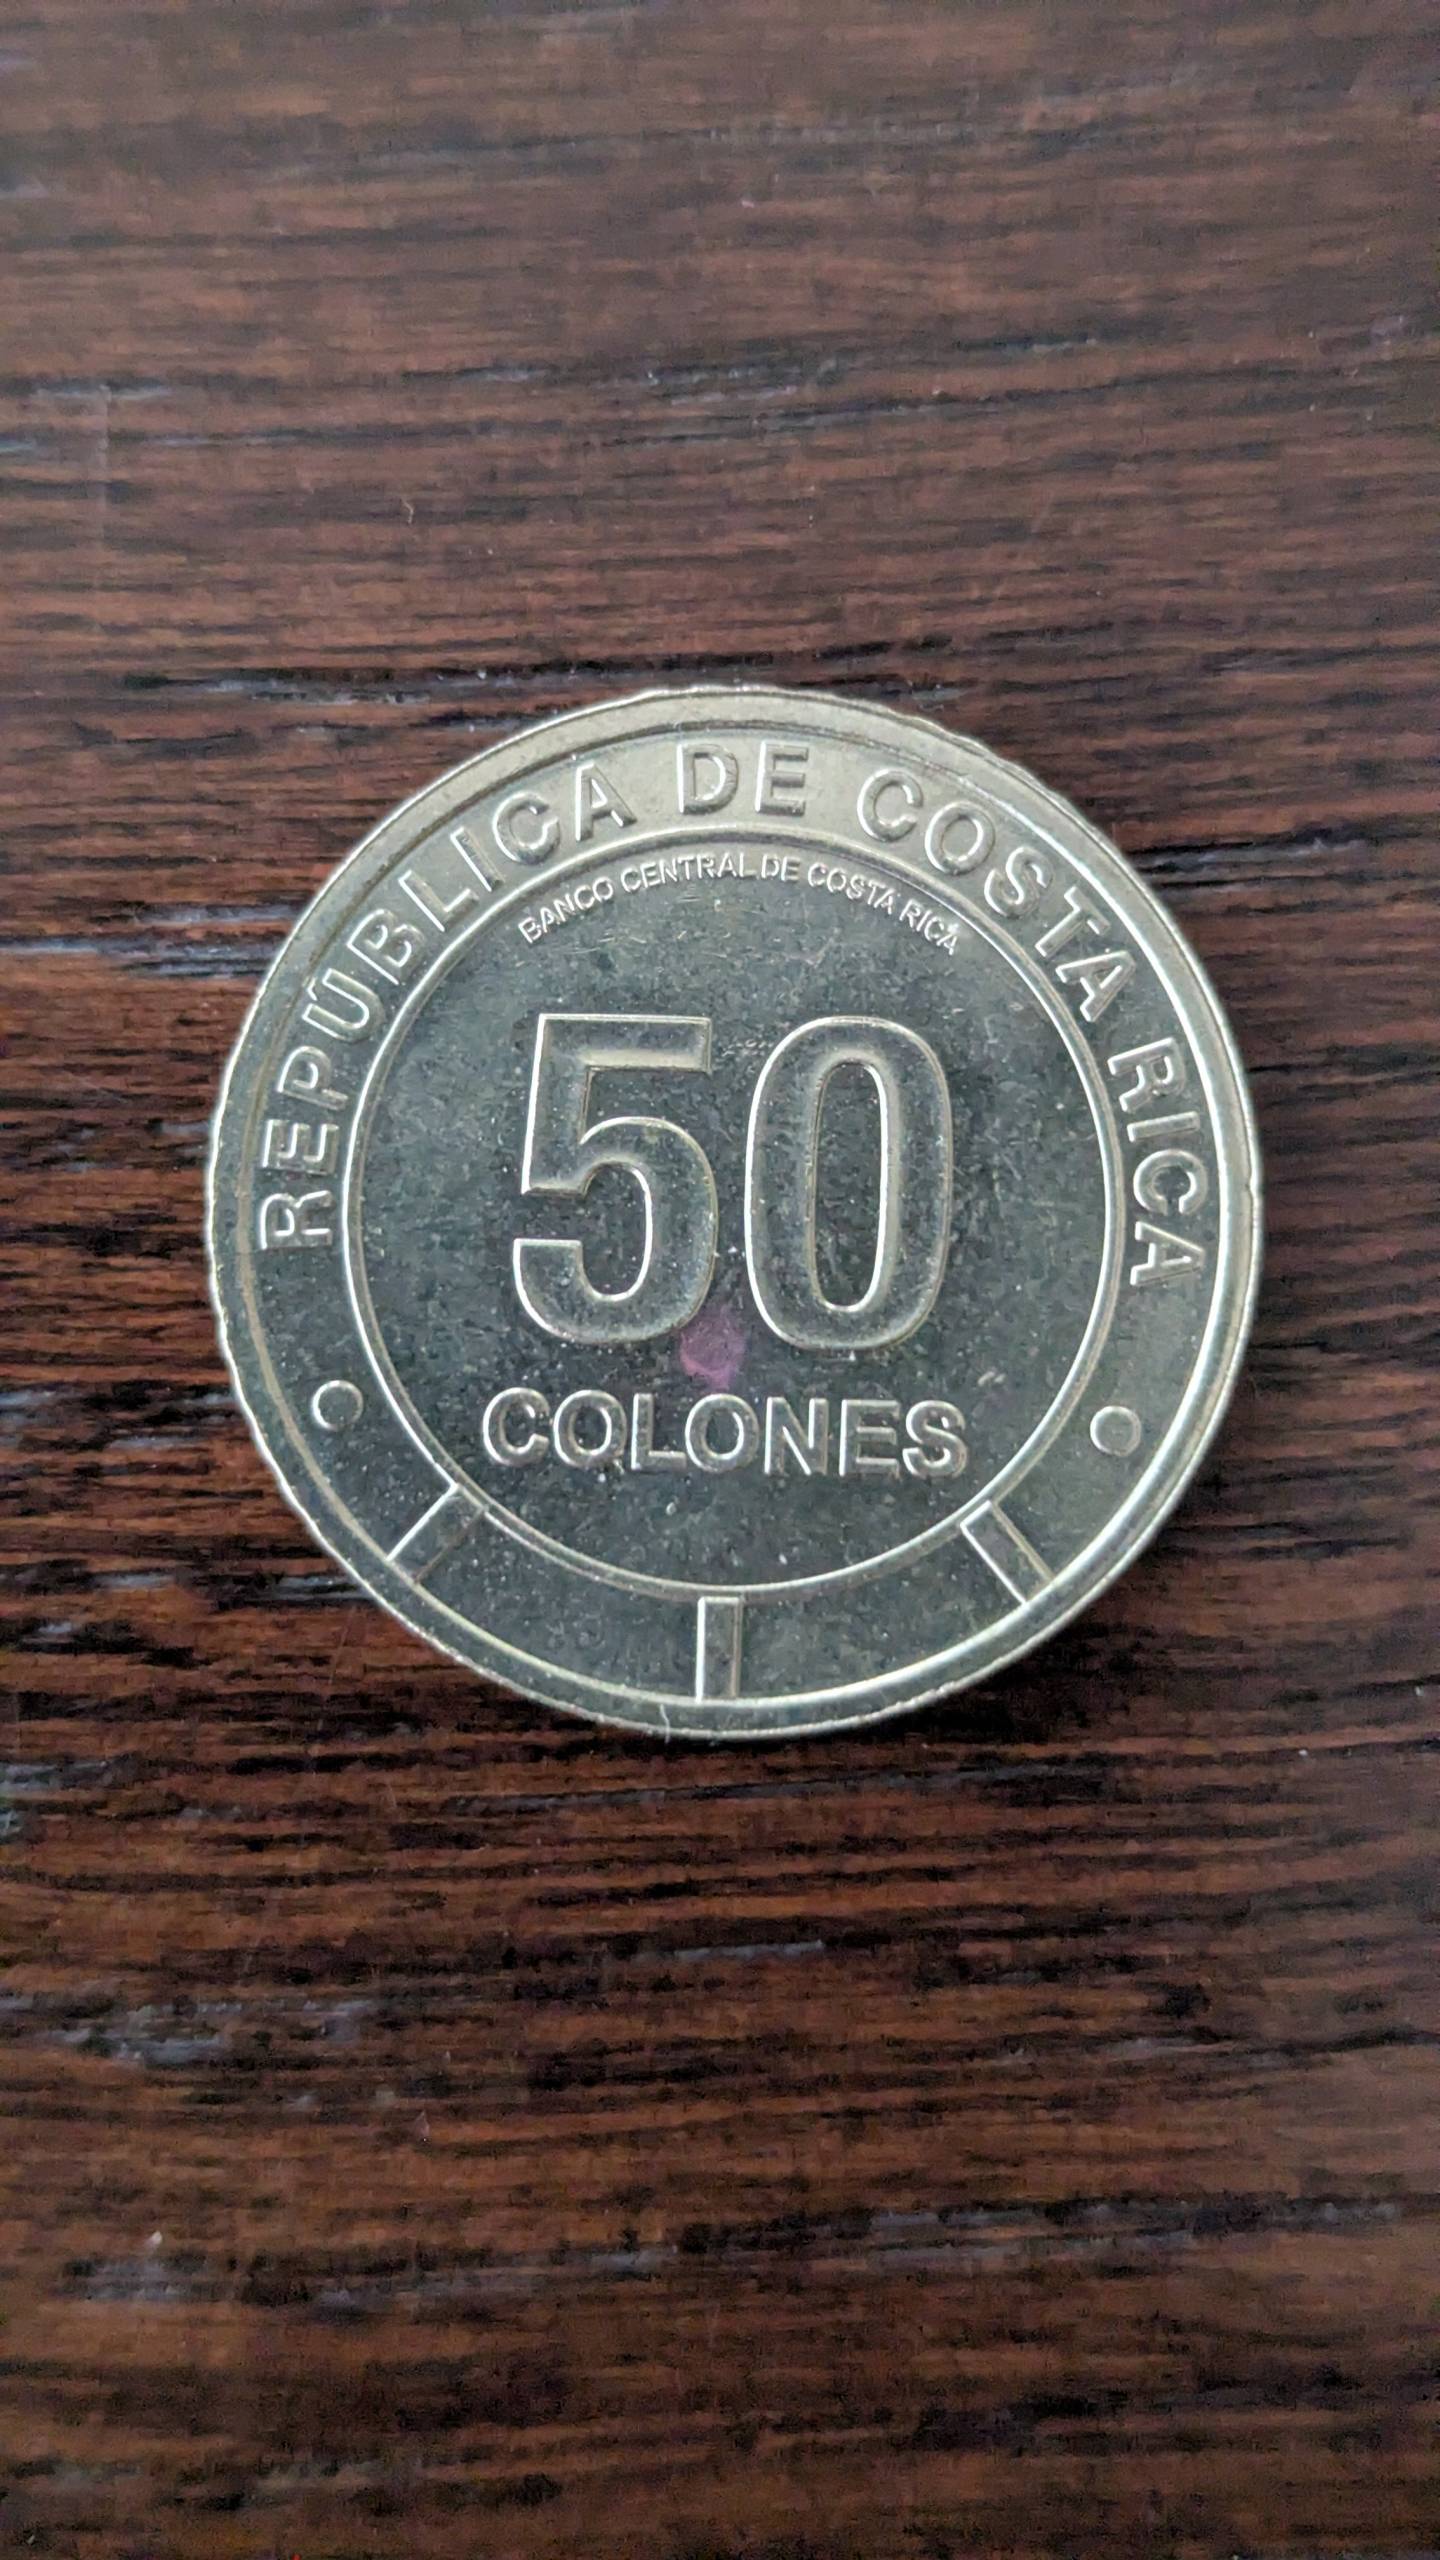 REPÚBLICA DE COSTA RICA
BANCO CENTRAL DE COSTA RICA
50
COLONES